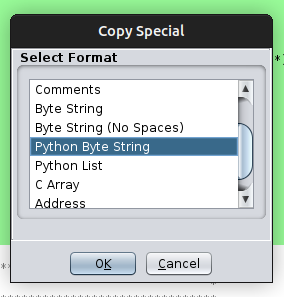 Copy Special
Select Format
Comments
Byte String
Byte String (No Spaces)
Python Byte String
Python List
C Array
Address
OK
Cancel